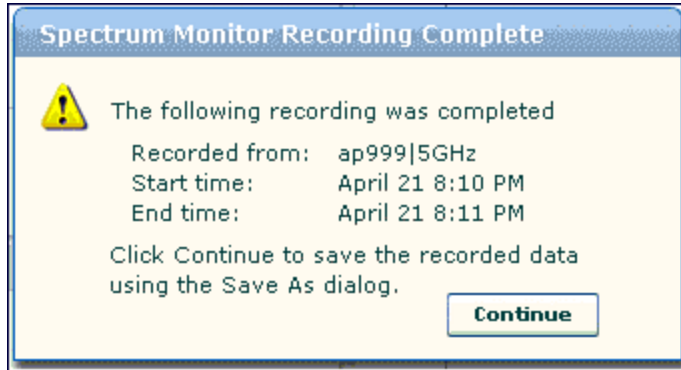 Spectrum Monitor Recording Complete
The following recording was completed
Recorded from: ap999|5GHz
Start time: April 21 8:10 PM
End time: April 21 8:11 PM
Click Continue to save the recorded data
using the Save As dialog.
Continue